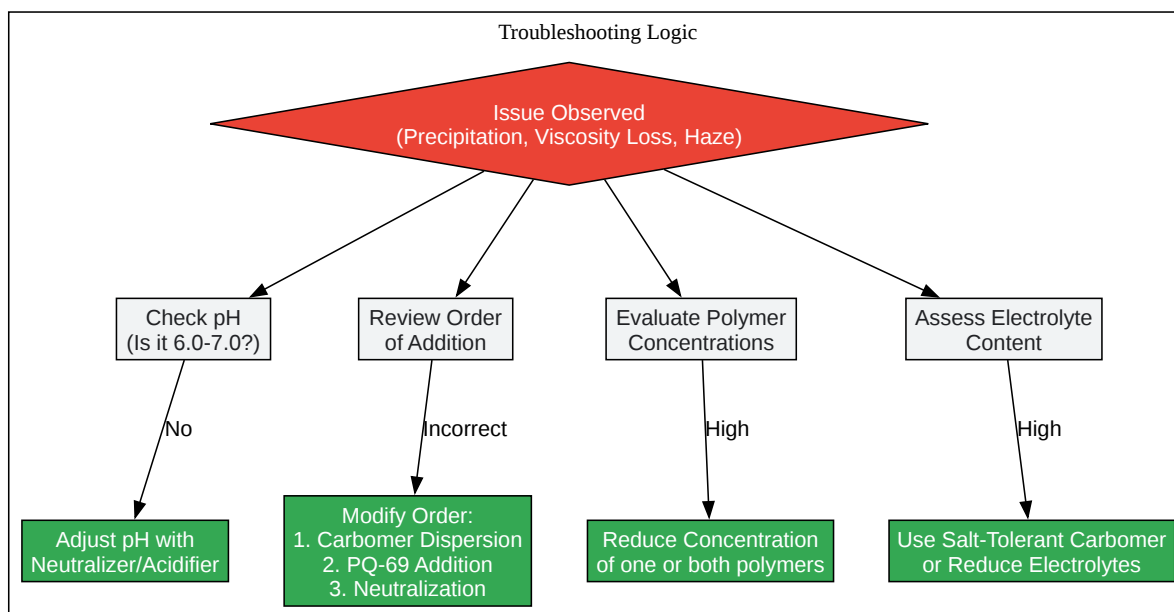 Troubleshooting Logic
Issue Observed
(Precipitation, Viscosity Loss, Haze)
Check pH
(Is it 6.0-7.0?)
Review Order
of Addition
Evaluate Polymer
Concentrations
Assess Electrolyte
Content
No
Incorrect
High
High
Adjust pH with
Neutralizer/Acidifier
Modify Order:
1. Carbomer Dispersion
2. PQ-69 Addition
3. Neutralization
Reduce Concentration
of one or both polymers
Use Salt-Tolerant Carbomer
or Reduce Electrolytes